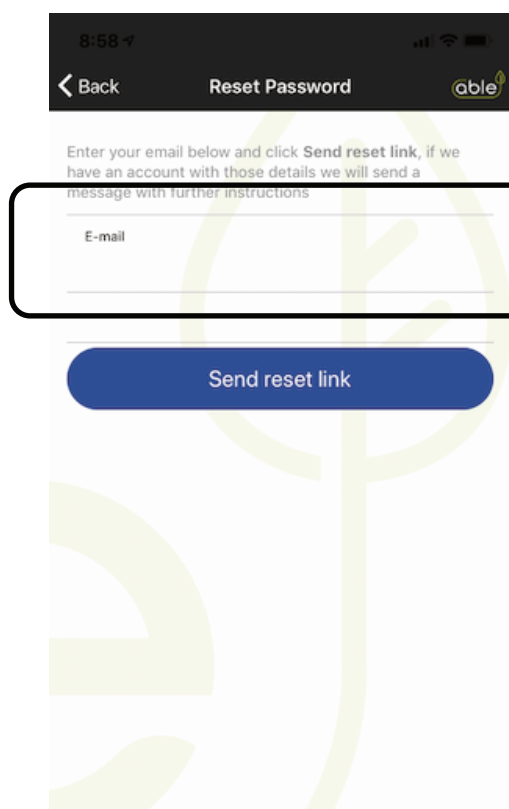 8:58
Back Reset Password able
Enter your email below and click Send reset link, if we
have an account with those details we will send a
message with further instructions
E-mail
Send reset link